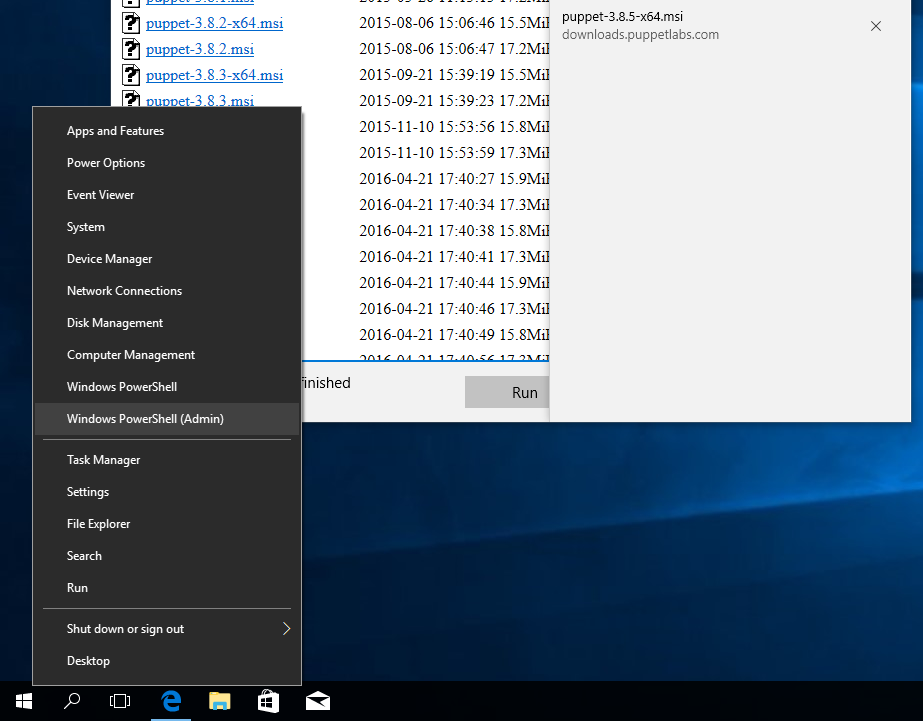 puppet-3.8.2-x64.msi 2015-08-06 15:06:46 15.5Mi
puppet-3.8.2.msi 2015-08-06 15:06:47 17.2Mi
puppet-3.8.3-x64.msi 2015-09-21 15:39:19 15.5Mi
puppet-3.8.3.msi 2015-09-21 15:39:23 17.2Mi
2015-11-10 15:53:56 15.8Mi
2015-11-10 15:53:59 17.3Mi
2016-04-21 17:40:27 15.9Mi
2016-04-21 17:40:34 17.3Mi
2016-04-21 17:40:38 15.8Mi
2016-04-21 17:40:41 17.3Mi
2016-04-21 17:40:44 15.9Mi
2016-04-21 17:40:46 17.3Mi
2016-04-21 17:40:49 15.8Mi
2016-04-21 17:40:56 17.3Mi
finished
Run
puppet-3.8.5-x64.msi
downloads.puppetlabs.com
Apps and Features
Power Options
Event Viewer
System
Device Manager
Network Connections
Disk Management
Computer Management
Windows PowerShell
Windows PowerShell (Admin)
Task Manager
Settings
File Explorer
Search
Run
Shut down or sign out
Desktop